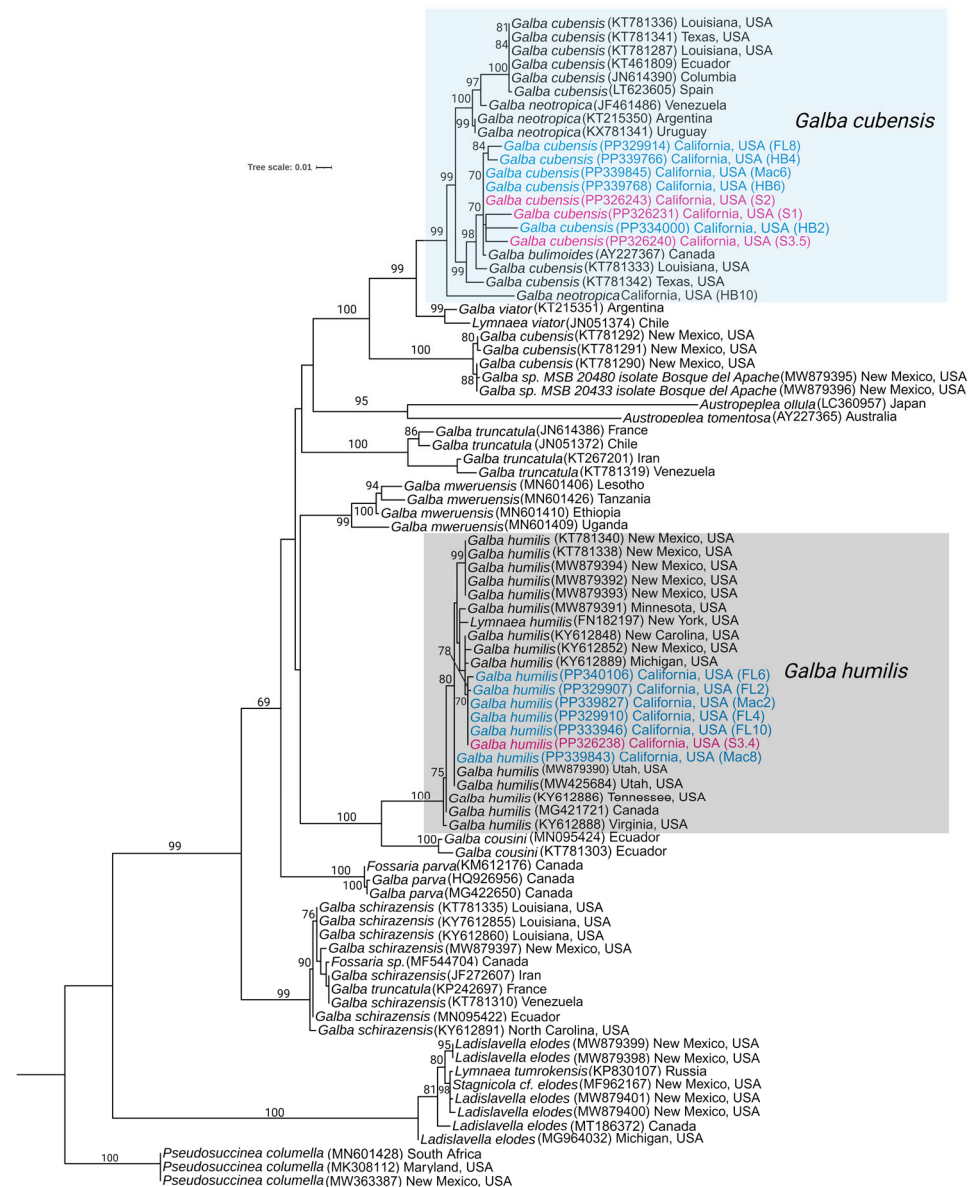 Galba cubensis (KT781336) Louisiana, USA
81
Galba cubensis (KT781341) Texas, USA
84
Galba cubensis (KT781287) Louisiana, USA
Galba cubensis (KT461809) Ecuador
100
Galba cubensis (JN614390) Columbia
97
Galba cubensis (LT623605) Spain
100
Galba neotropica (JF461486) Venezuela
Galba neotropica (KT215350) Argentina
Galba cubensis
99
Galba neotropica (KX781341) Uruguay
84
Galba cubensis (PP329914) California, USA (FL8)
Galba cubensis (PP339766) California, USA (HB4)
Tree scale: 0.01
99
70
Galba cubensis (PP339845) California, USA (Mac6)
Galba cubensis (PP339768) California, USA (HB6)
Galba cubensis (PP326243) California, USA (S2)
70
Galba cubensis (PP326231) California, USA (S1)
Galba cubensis (PP334000) California, USA (HB2)
99
98
Galba cubensis (PP326240) California, USA (S3.5)
Galba bulimoides (AY227367) Canada
99
99
Galba cubensis (KT781333) Louisiana, USA
Galba cubensis (KT781342) Texas, USA
Galba neotropica California, USA (HB10)
100
99
Galba viator (KT215351) Argentina
Lymnaea viator (JN051374) Chile
80
Galba cubensis (KT781292) New Mexico, USA
100
Galba cubensis (KT781291) New Mexico, USA
Galba cubensis (KT781290) New Mexico, USA
88
Galba sp. MSB 20480 isolate Bosque del Apache (MW879395) New Mexico, USA
Galba sp. MSB 20433 isolate Bosque del Apache (MW879396) New Mexico, USA
95
Austropeplea ollula (LC360957) Japan
Austropeplea tomentosa (AY227365) Australia
86
Galba truncatula (JN614386) France
100
Galba truncatula (JN051372) Chile
Galba truncatula (KT267201) Iran
Galba truncatula (KT781319) Venezuela
94
Galba mweruensis (MN601406) Lesotho
Galba mweruensis (MN601426) Tanzania
100
Galba mweruensis (MN601410) Ethiopia
99
Galba mweruensis (MN601409) Uganda
Galba humilis (KT781340) New Mexico, USA
99
Galba humilis (KT781338) New Mexico, USA
Galba humilis (MW879394) New Mexico, USA
Galba humilis (MW879392) New Mexico, USA
Galba humilis (MW879393) New Mexico, USA
Galba humilis (MW879391) Minnesota, USA
Lymnaea humilis (FN182197) New York, USA
Galba humilis (KY612848) New Carolina, USA
78
Galba humilis (KY612852) New Mexico, USA
Galba humilis (KY612889) Michigan, USA
Galba humilis
80
Galba humilis (PP340106) California, USA (FL6)
Galba humilis (PP329907) California, USA (FL2)
70
Galba humilis (PP339827) California, USA (Mac2)
69
Galba humilis (PP329910) California, USA (FL4)
Galba humilis (PP333946) California, USA (FL10)
Galba humilis (PP326238) California, USA (S3.4)
Galba humilis (PP339843) California, USA (Mac8)
75
Galba humilis (MW879390) Utah, USA
Galba humilis (MW425684) Utah, USA
100
Galba humilis (KY612886) Tennessee, USA
100
Galba humilis (MG421721) Canada
Galba humilis (KY612888) Virginia, USA
Galba cousini (MN095424) Ecuador
99
Galba cousini (KT781303) Ecuador
100
Fossaria parva (KM612176) Canada
100
Galba parva (HQ926956) Canada
Galba parva (MG422650) Canada
76
Galba schirazensis (KT781335) Louisiana, USA
Galba schirazensis (KY7612855) Louisiana, USA
Galba schirazensis (KY612860) Louisiana, USA
Galba schirazensis (MW879397) New Mexico, USA
90
Fossaria sp. (MF544704) Canada
Galba schirazensis (JF272607) Iran
99
Galba truncatula (KP242697) France
Galba schirazensis (KT781310) Venezuela
Galba schirazensis (MN095422) Ecuador
Galba schirazensis (KY612891) North Carolina, USA
95
Ladislavella elodes (MW879399) New Mexico, USA
80
Ladislavella elodes (MW879398) New Mexico, USA
Lymnaea tumrokensis (KP830107) Russia
81
98
Stagnicola cf. elodes (MF962167) New Mexico, USA
Ladislavella elodes (MW879401) New Mexico, USA
100
Ladislavella elodes (MW879400) New Mexico, USA
Ladislavella elodes (MT186372) Canada
Ladislavella elodes (MG964032) Michigan, USA
100
Pseudosuccinea columella (MN601428) South Africa
Pseudosuccinea columella (MK308112) Maryland, USA
Pseudosuccinea columella (MW363387) New Mexico, USA